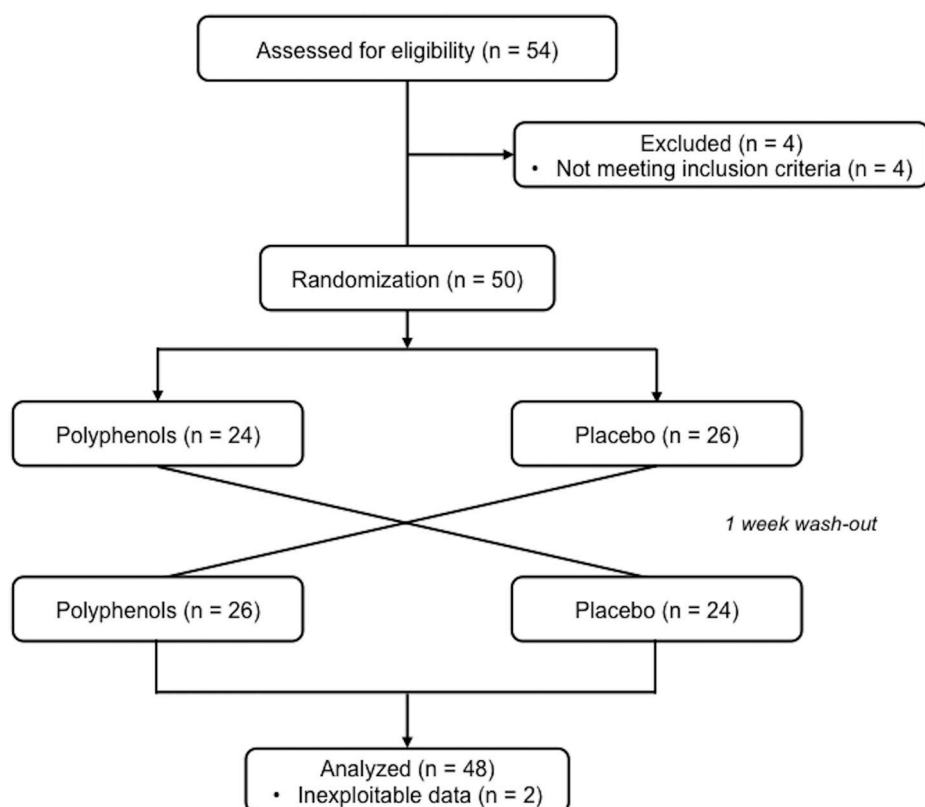 Assessed for eligibility (n = 54)
Excluded (n = 4)
• Not meeting inclusion criteria (n = 4)
Randomization (n = 50)
Polyphenols (n = 24)
Placebo (n = 26)
1 week wash-out
Polyphenols (n = 26)
Placebo (n = 24)
Analyzed (n = 48)
• Inexploitable data (n = 2)